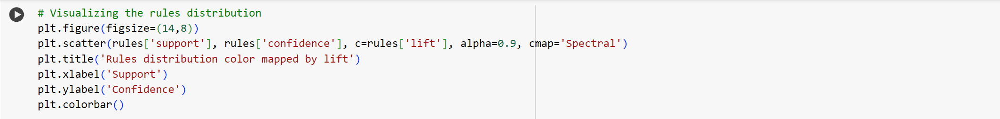 # Visualizing the rules distribution
plt.figure(figsize=(14,8))
plt.scatter(rules['support'], rules['confidence'], c=rules['lift'], alpha=0.9, cmap='Spectral')
plt.title('Rules distribution color mapped by lift')
plt.xlabel('Support')
plt.ylabel('Confidence')
plt.colorbar()